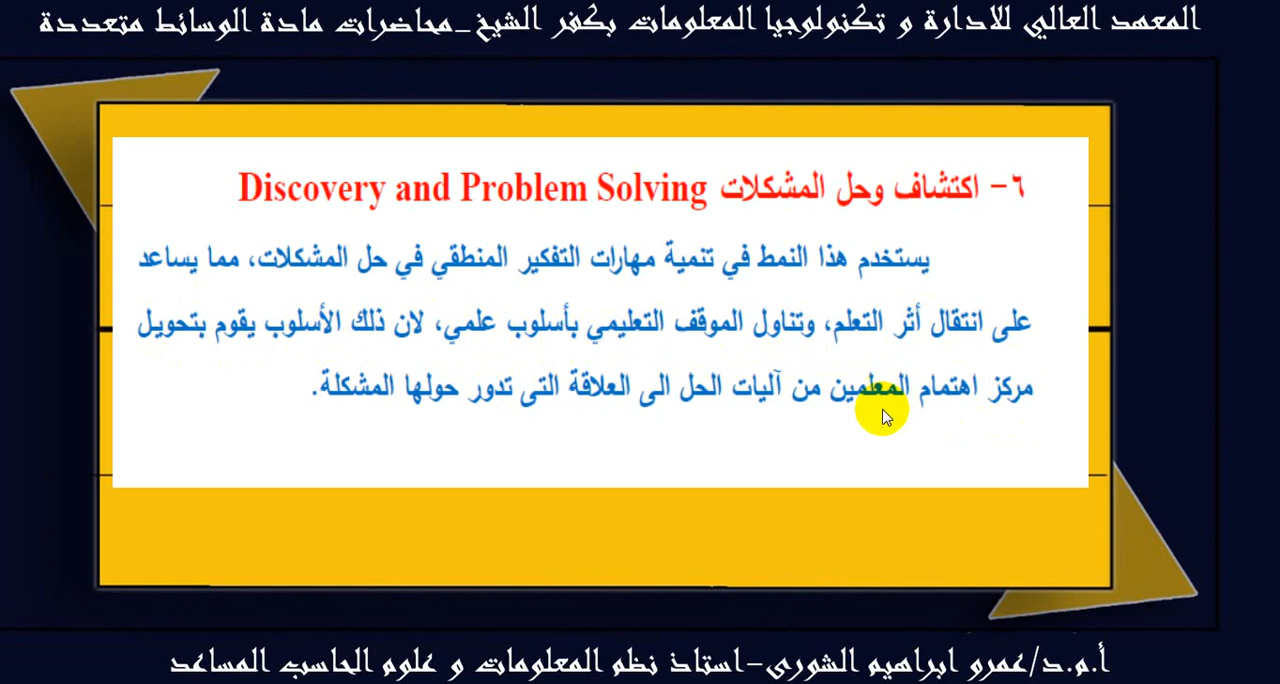 المعهد العالي للادارة و تكنولوجيا المعلومات بكفر الشيخ_محاضرات مادة الوسائط متعددة
٦- اكتشاف وحل المشكلات Discovery and Problem Solving
يستخدم هذا النمط في تنمية مهارات التفكير المنطقي في حل المشكلات، مما يساعد
على انتقال أثر التعلم، وتناول الموقف التعليمي بأسلوب علمي، لان ذلك الأسلوب يقوم بتحويل
مركز اهتمام المعلمين من آليات الحل الى العلاقة التى تدور حولها المشكلة.
أ.م.د/عمرو ابراهيم الشورى-استاذ نظم المعلومات و علوم الحاسب المساعد